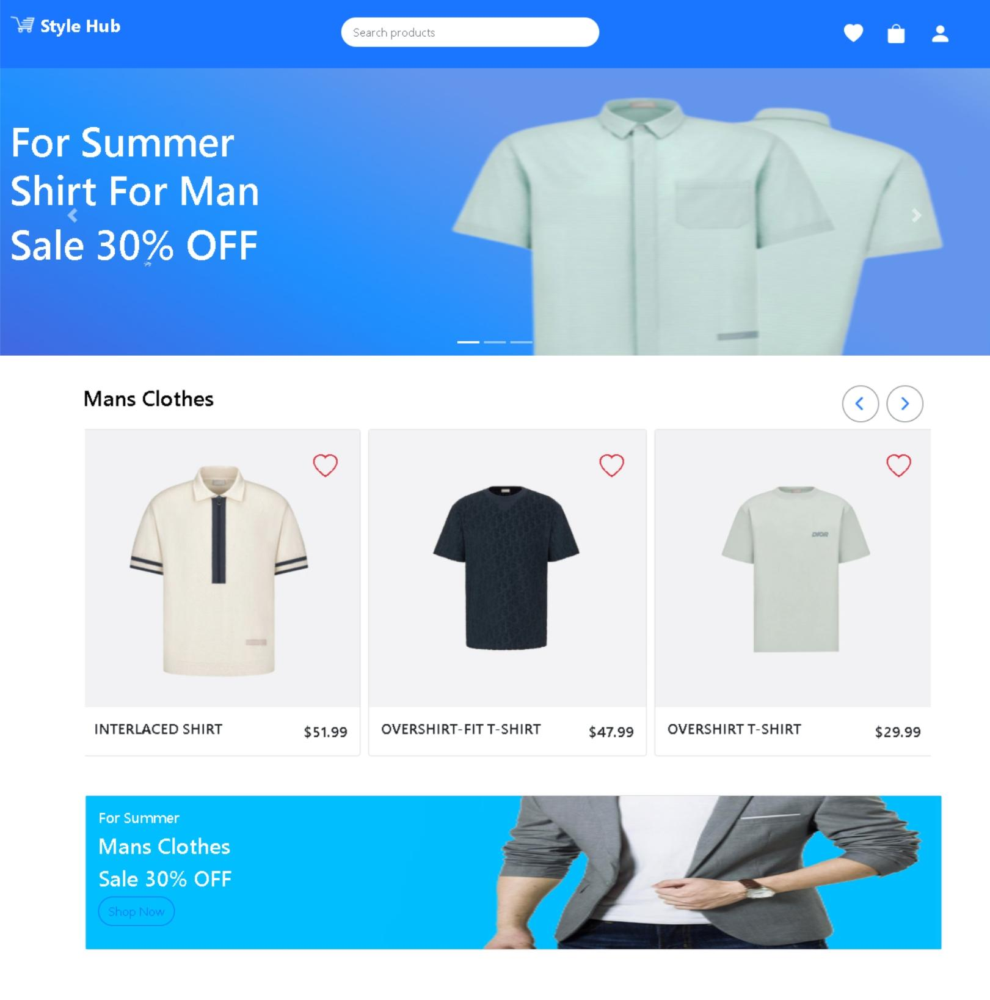 Style Hub
Search products
For Summer
Shirt For Man
Sale 30% OFF
Mans Clothes
DIOR
INTERLACED SHIRT
$51.99
OVERSHIRT-FIT T-SHIRT
$47.99
OVERSHIRT T-SHIRT
$29.99
For Summer
Mans Clothes
Sale 30% OFF
Shop Now